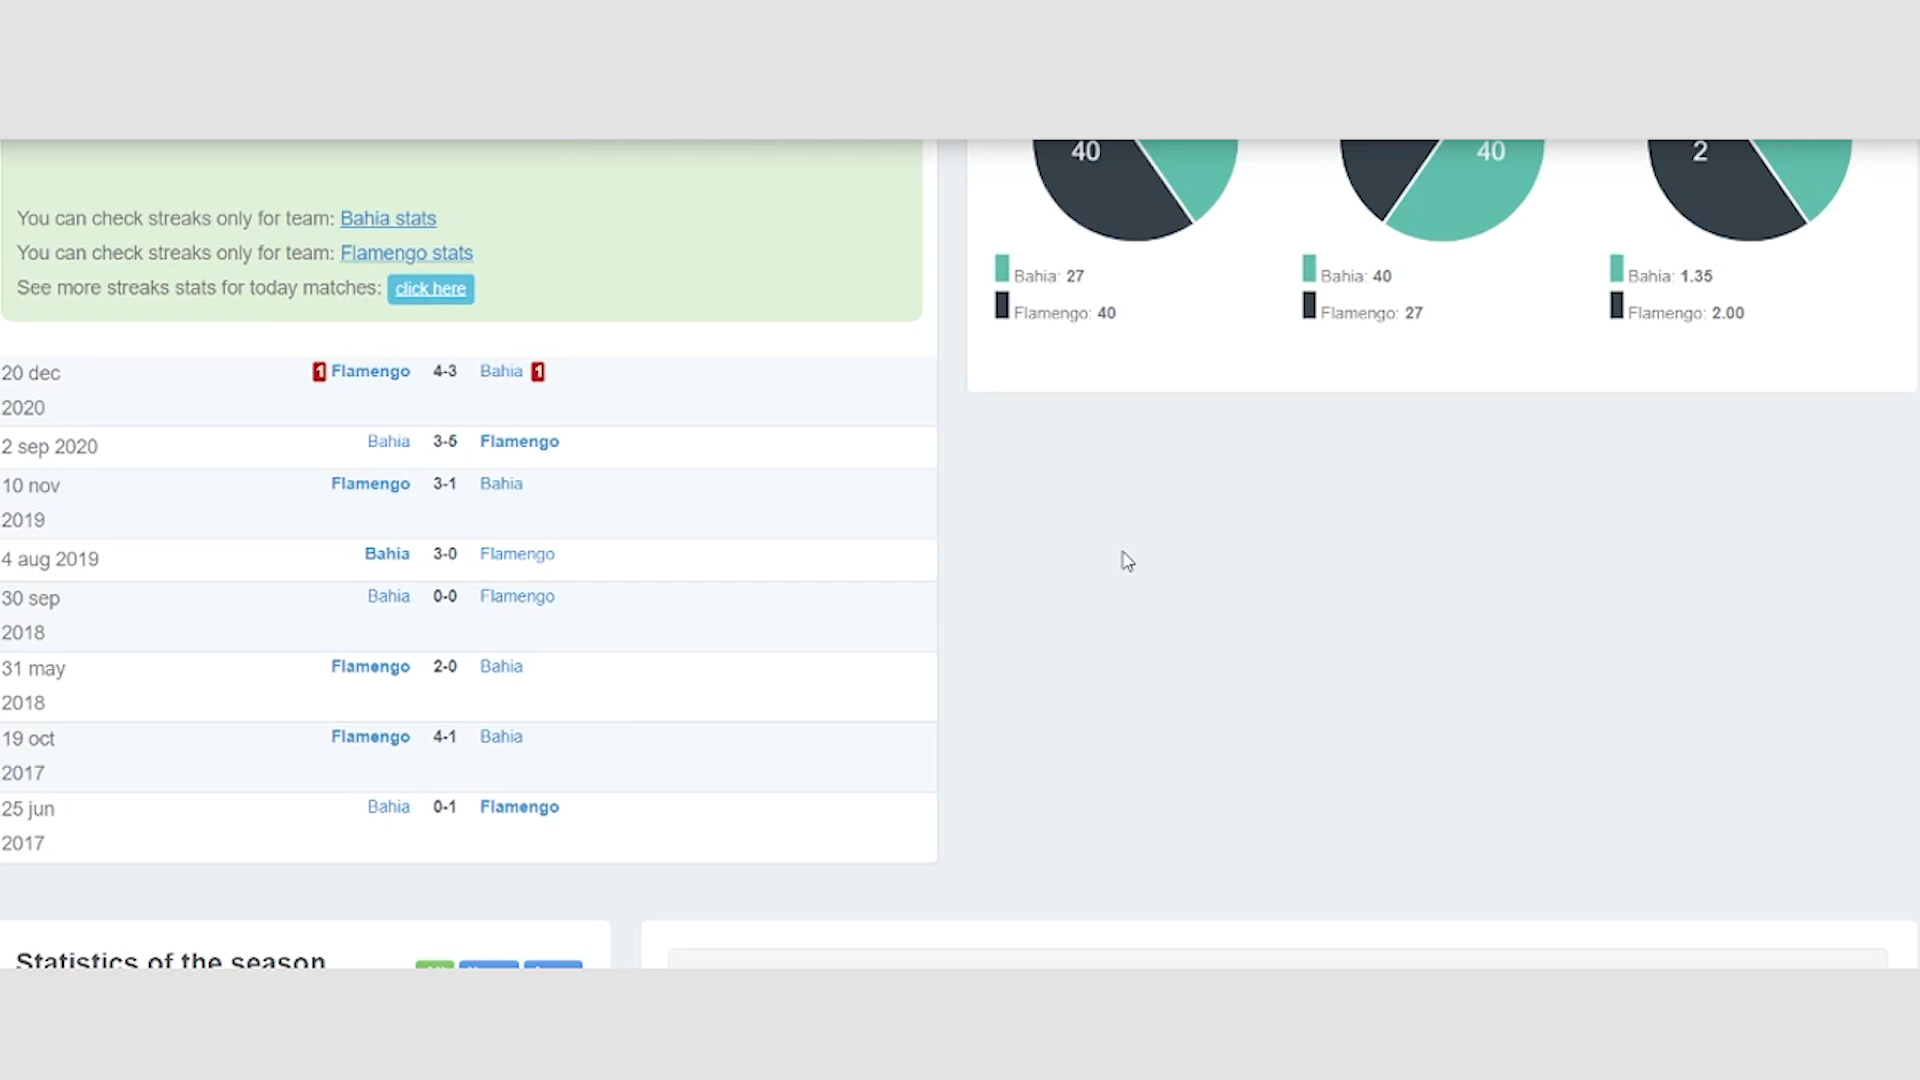 You can check streaks only for team: Bahia stats
You can check streaks only for team: Flamengo stats
See more streaks stats for today matches: click here
20 dec 2020 1 Flamengo 4-3 Bahia 1
2 sep 2020 Bahia 3-5 Flamengo
10 nov 2019 Flamengo 3-1 Bahia
4 aug 2019 Bahia 3-0 Flamengo
30 sep 2018 Bahia 0-0 Flamengo
31 may 2018 Flamengo 2-0 Bahia
19 oct 2017 Flamengo 4-1 Bahia
25 jun 2017 Bahia 0-1 Flamengo
40
Bahia: 27
Flamengo: 40
40
Bahia: 40
Flamengo: 27
2
Bahia: 1.35
Flamengo: 2.00
Statistics of the season